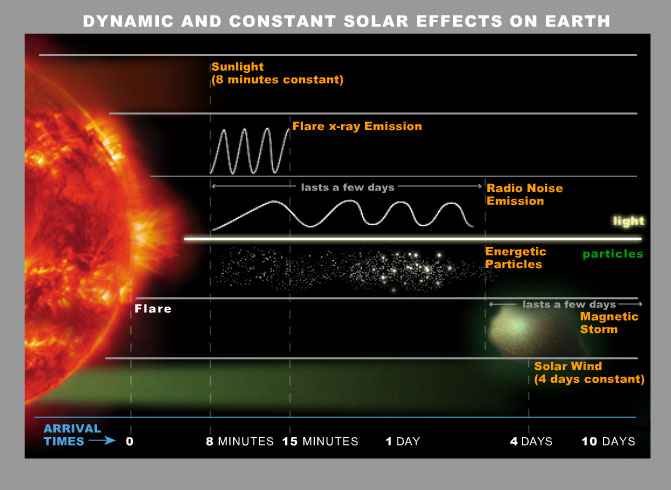 DYNAMIC AND CONSTANT SOLAR EFFECTS ON EARTH
Sunlight
(8 minutes constant)
Flare x-ray Emission
lasts a few days
Radio Noise
Emission
light
Energetic
Particles
particles
Flare
lasts a few days
Magnetic
Storm
Solar Wind
(4 days constant)
ARRIVAL
TIMES
0
8 MINUTES
15 MINUTES
1 DAY
4 DAYS
10 DAYS